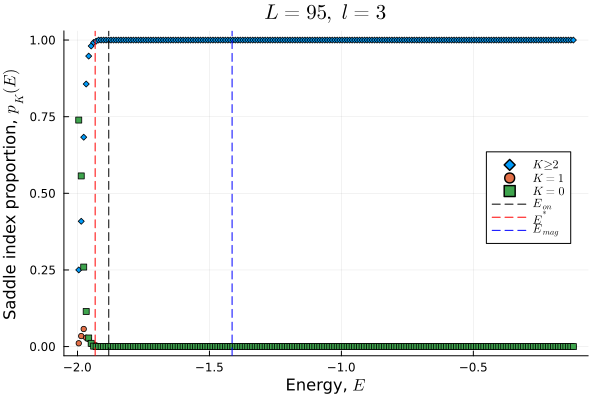 L = 95, l = 3
Saddle index proportion, p_K(E)
1.00
0.75
0.50
0.25
0.00
K≥2
K = 1
K = 0
E_on
E^*
E_mag
−2.0 −1.5 −1.0 −0.5
Energy, E